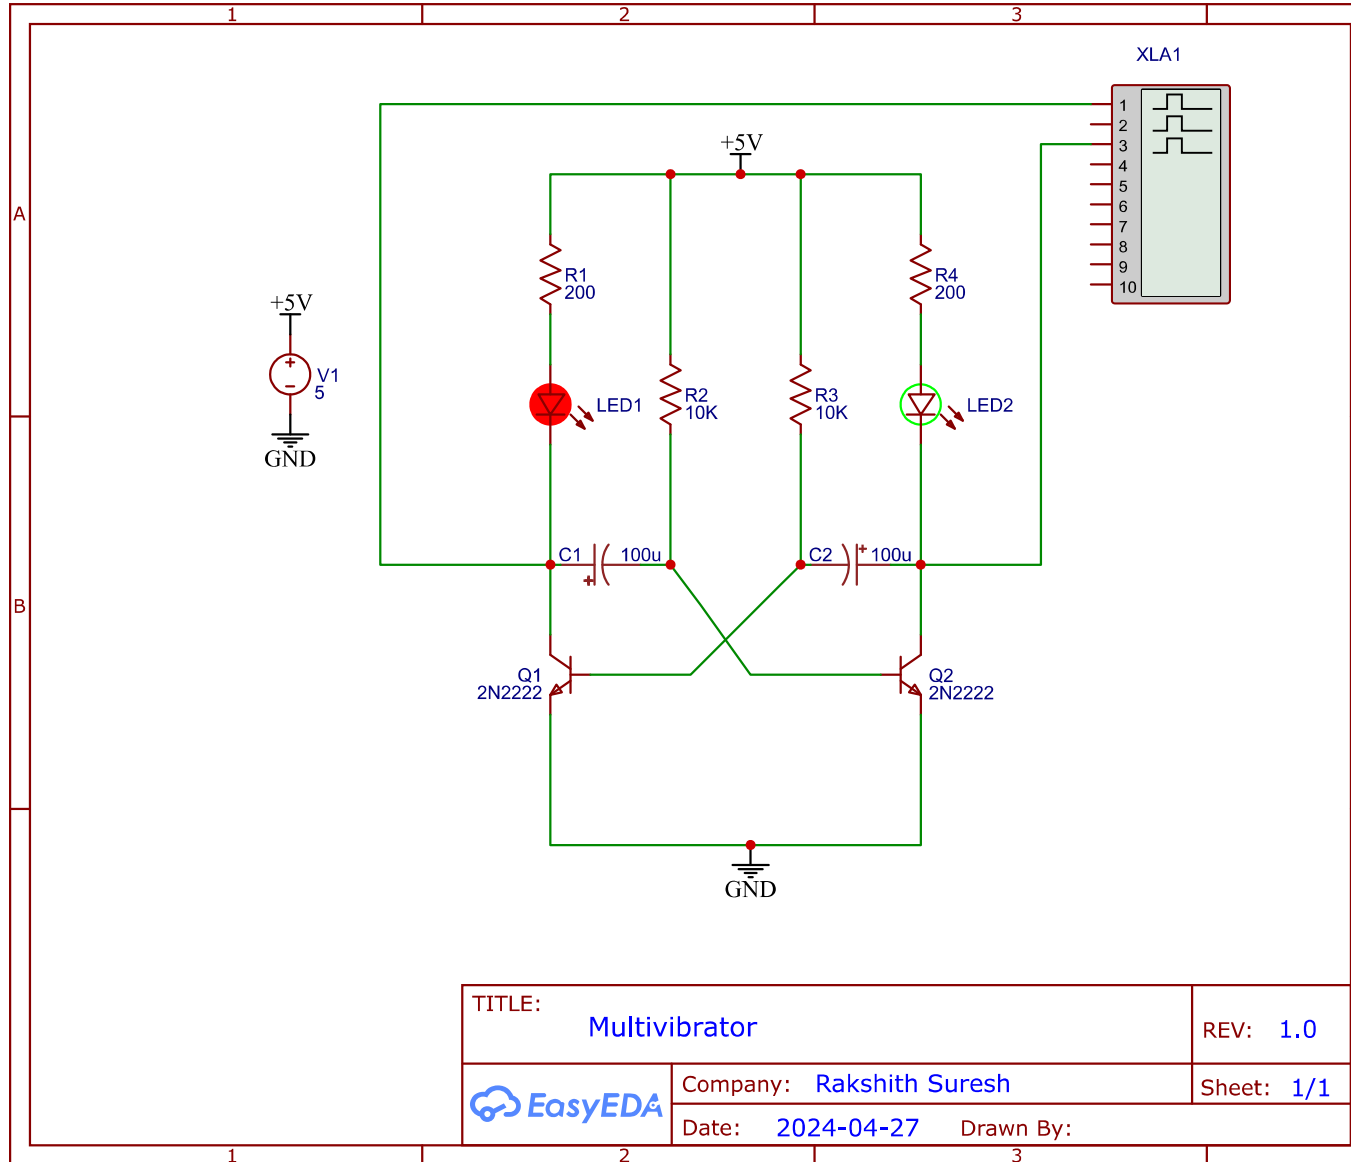 1 2 3
XLA1
1
2
3
4
5
6
7
8
9
10
+5V
A
R1
200
R4
200
+5V
V1
5
GND
LED1
R2
10K
R3
10K
LED2
C1 100u
C2 100u
B
Q1
2N2222
Q2
2N2222
GND
TITLE:
Multivibrator
REV: 1.0
EasyEDA
Company: Rakshith Suresh
Sheet: 1/1
Date: 2024-04-27 Drawn By:
1 2 3